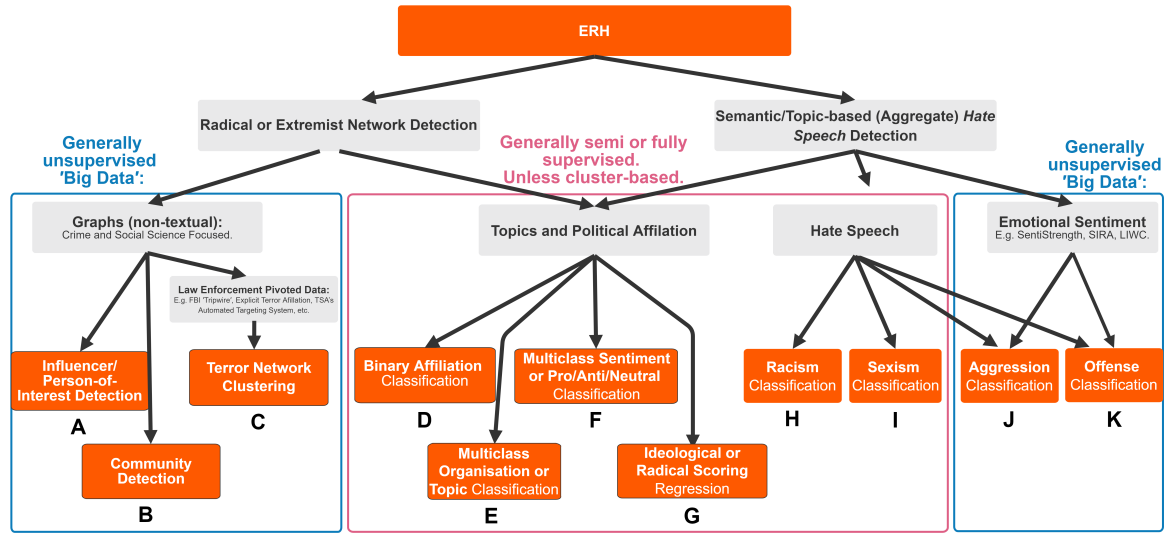 ERH
Radical or Extremist Network Detection
Semantic/Topic-based (Aggregate) Hate
Speech Detection
Generally
unsupervised
'Big Data':
Generally semi or fully
supervised.
Unless cluster-based.
Generally
unsupervised
'Big Data':
Graphs (non-textual):
Crime and Social Science Focused.
Topics and Political Affilation
Hate Speech
Emotional Sentiment
E.g. SentiStrength, SIRA, LIWC.
Law Enforcement Pivoted Data:
E.g. FBI 'Tripwire', Explicit Terror Afilation, TSA's
Automated Targeting System, etc.
Influencer/
Person-of-
Interest Detection
A
Terror Network
Clustering
C
Community
Detection
B
Binary Affiliation
Classification
D
Multiclass Sentiment
or Pro/Anti/Neutral
Classification
F
Multiclass
Organisation or
Topic Classification
E
Ideological or
Radical Scoring
Regression
G
Racism
Classification
H
Sexism
Classification
I
Aggression
Classification
J
Offense
Classification
K